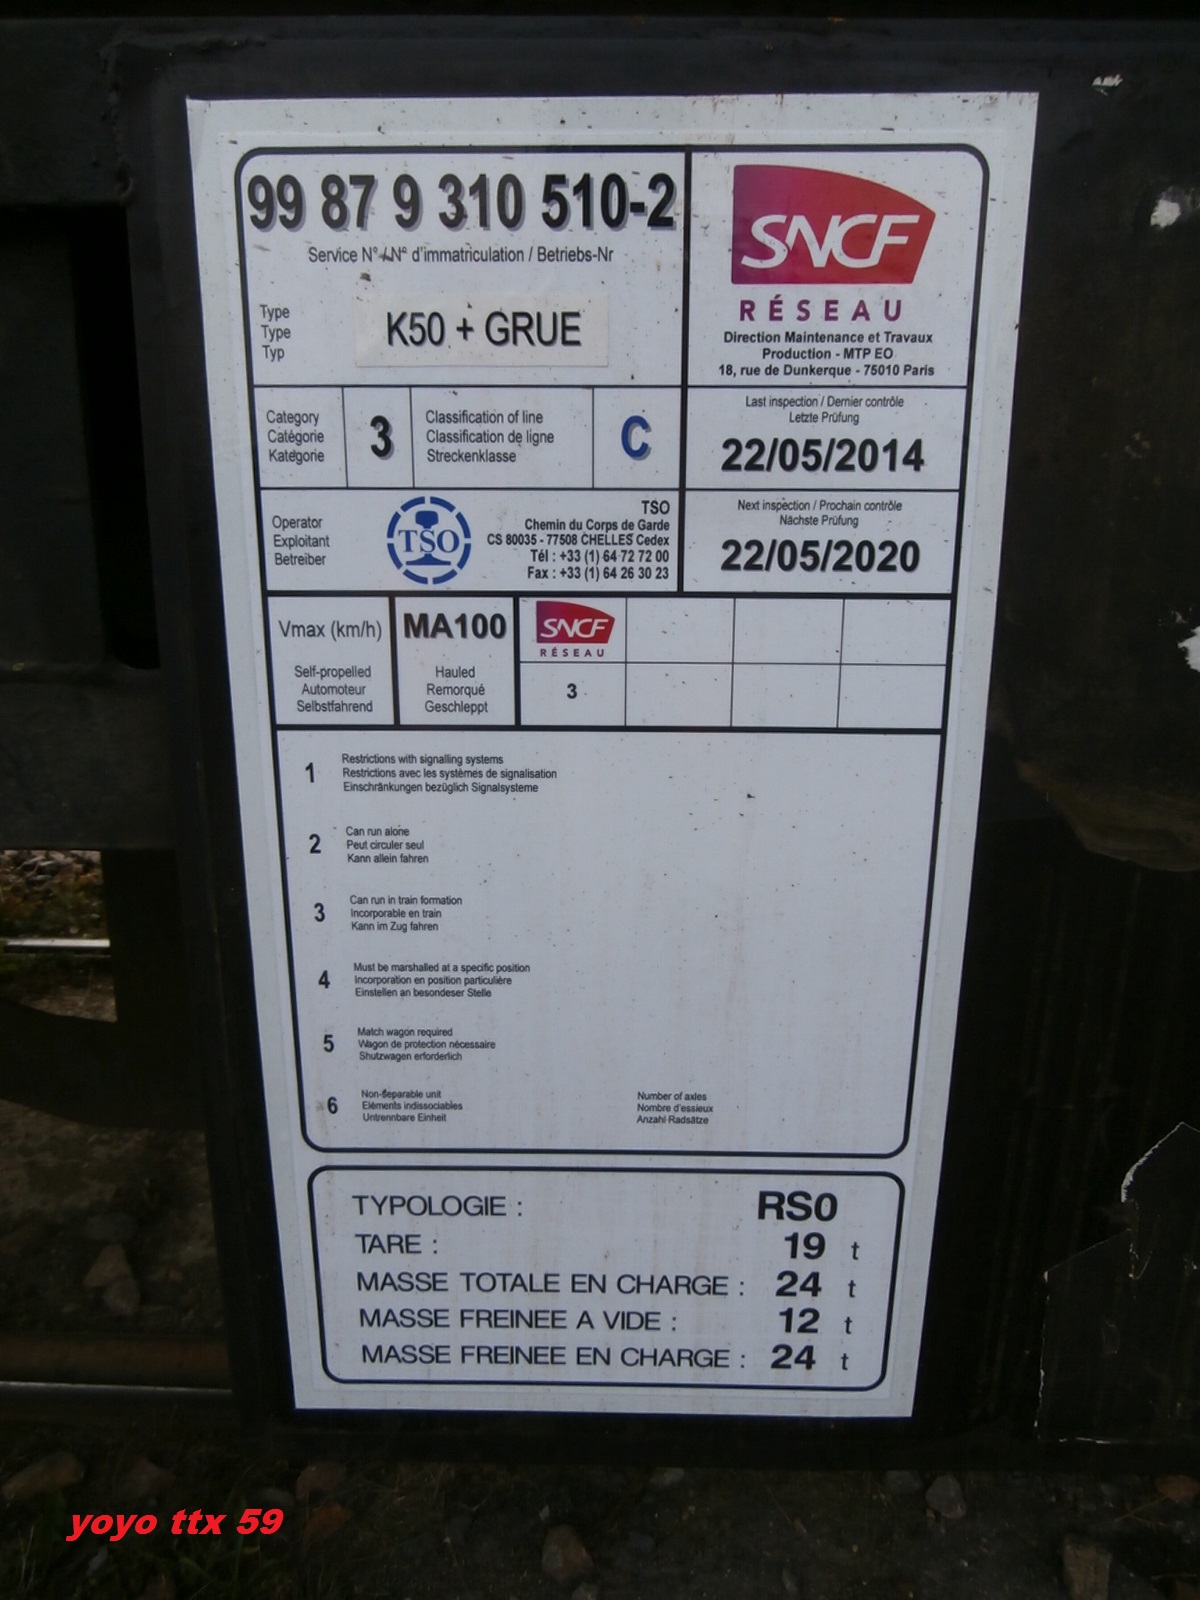 99 87 9 310 510-2
Service N° / N° d'immatriculation / Betriebs-Nr
Type
Type
Typ
K50 + GRUE
SNCF
RÉSEAU
Direction Maintenance et Travaux
Production - MTP EO
18, rue de Dunkerque - 75010 Paris
Category
Catégorie
Kategorie
3
Classification of line
Classification de ligne
Streckenklasse
C
Last inspection / Dernier contrôle
Letzte Prüfung
22/05/2014
Operator
Exploitant
Betreiber
TSO
TSO
Chemin du Corps de Garde
CS 80035 - 77508 CHELLES Cedex
Tél : +33 (1) 64 72 72 00
Fax : +33 (1) 64 26 30 23
Next inspection / Prochain contrôle
Nächste Prüfung
22/05/2020
Vmax (km/h)
Self-propelled
Automoteur
Selbstfahrend
MA100
Hauled
Remorqué
Geschleppt
SNCF
RÉSEAU
3
1
Restrictions with signalling systems
Restrictions avec les systèmes de signalisation
Einschränkungen bezüglich Signalsysteme
2
Can run alone
Peut circuler seul
Kann allein fahren
3
Can run in train formation
Incorporable en train
Kann im Zug fahren
4
Must be marshalled at a specific position
Incorporation en position particulière
Einstellen an besondeser Stelle
5
Match wagon required
Wagon de protection nécessaire
Shutzwagen erforderlich
6
Non-separable unit
Eléments indissociables
Untrennbare Einheit
Number of axles
Nombre d'essieux
Anzahl Radsätze
TYPOLOGIE : RS0
TARE : 19 t
MASSE TOTALE EN CHARGE : 24 t
MASSE FREINEE A VIDE : 12 t
MASSE FREINEE EN CHARGE : 24 t
yoyo ttx 59